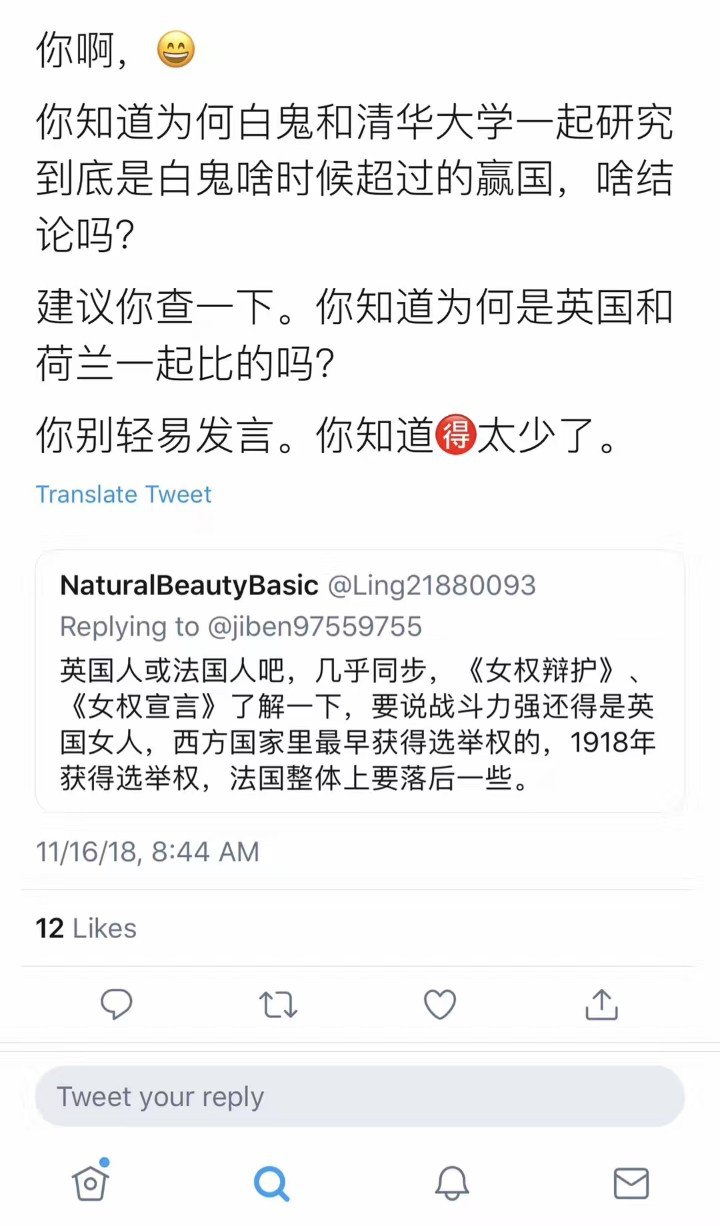 你啊，😄
你知道为何白鬼和清华大学一起研究
到底是白鬼啥时候超过的赢国，啥结
论吗？
建议你查一下。你知道为何是英国和
荷兰一起比的吗？
你别轻易发言。你知道🉐太少了。
Translate Tweet
NaturalBeautyBasic @Ling21880093
Replying to @jiben97559755
英国人或法国人吧，几乎同步，《女权辩护》、
《女权宣言》了解一下，要说战斗力强还得是英
国女人，西方国家里最早获得选举权的，1918年
获得选举权，法国整体上要落后一些。
11/16/18, 8:44 AM
12 Likes
Tweet your reply